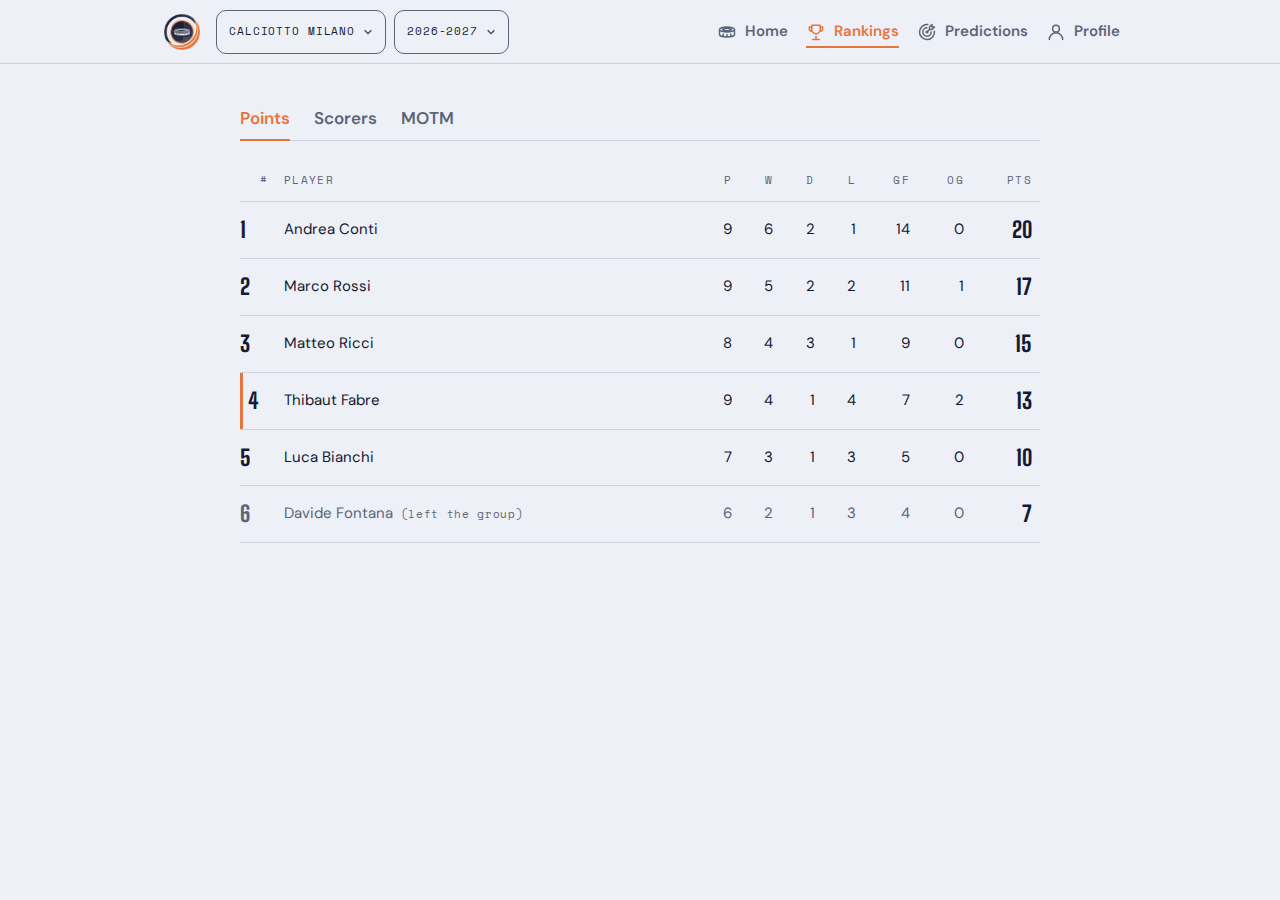 CALCIOTTO MILANO 2026-2027 Home Rankings Predictions Profile
Points Scorers MOTM
# PLAYER P W D L GF OG PTS
1 Andrea Conti 9 6 2 1 14 0 20
2 Marco Rossi 9 5 2 2 11 1 17
3 Matteo Ricci 8 4 3 1 9 0 15
4 Thibaut Fabre 9 4 1 4 7 2 13
5 Luca Bianchi 7 3 1 3 5 0 10
6 Davide Fontana (left the group) 6 2 1 3 4 0 7